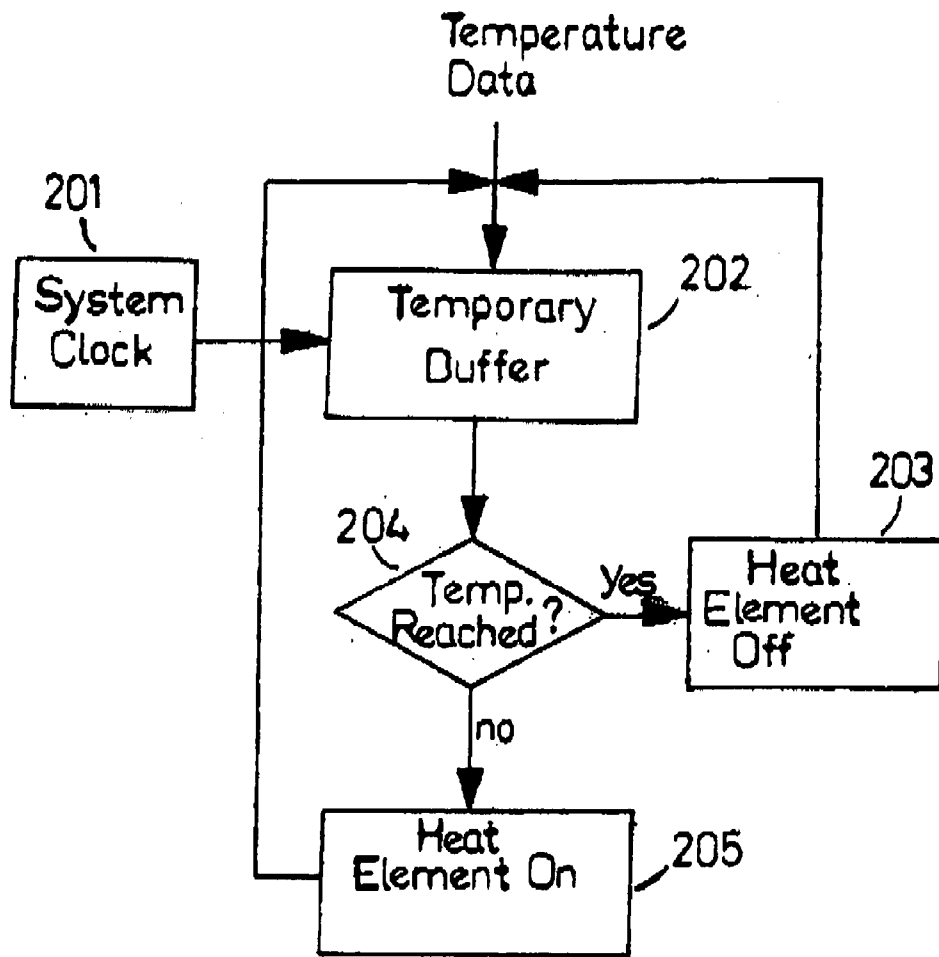 Temperature
Data
201
System
Clock
202
Temporary
Buffer
203
204
Temp.
Reached?
Yes
Heat
Element
Off
no
Heat
Element On
205